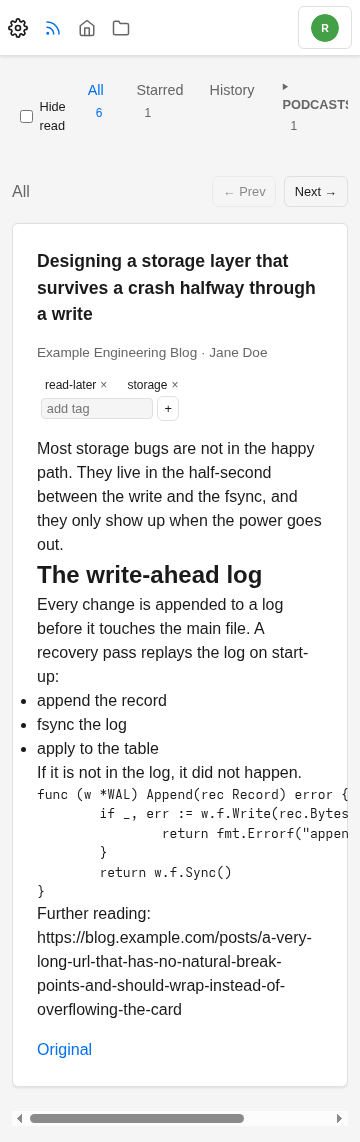 R
Hide
read
All
6
Starred
1
History
▸
PODCASTS
1
All
← Prev
Next →
Designing a storage layer that
survives a crash halfway through
a write
Example Engineering Blog · Jane Doe
read-later × storage ×
add tag +
Most storage bugs are not in the happy
path. They live in the half-second
between the write and the fsync, and
they only show up when the power goes
out.
The write-ahead log
Every change is appended to a log
before it touches the main file. A
recovery pass replays the log on start-
up:
• append the record
• fsync the log
• apply to the table
If it is not in the log, it did not happen.
func (w *WAL) Append(rec Record) error {
if _, err := w.f.Write(rec.Bytes
return fmt.Errorf("appen
}
return w.f.Sync()
}
Further reading:
https://blog.example.com/posts/a-very-
long-url-that-has-no-natural-break-
points-and-should-wrap-instead-of-
overflowing-the-card
Original